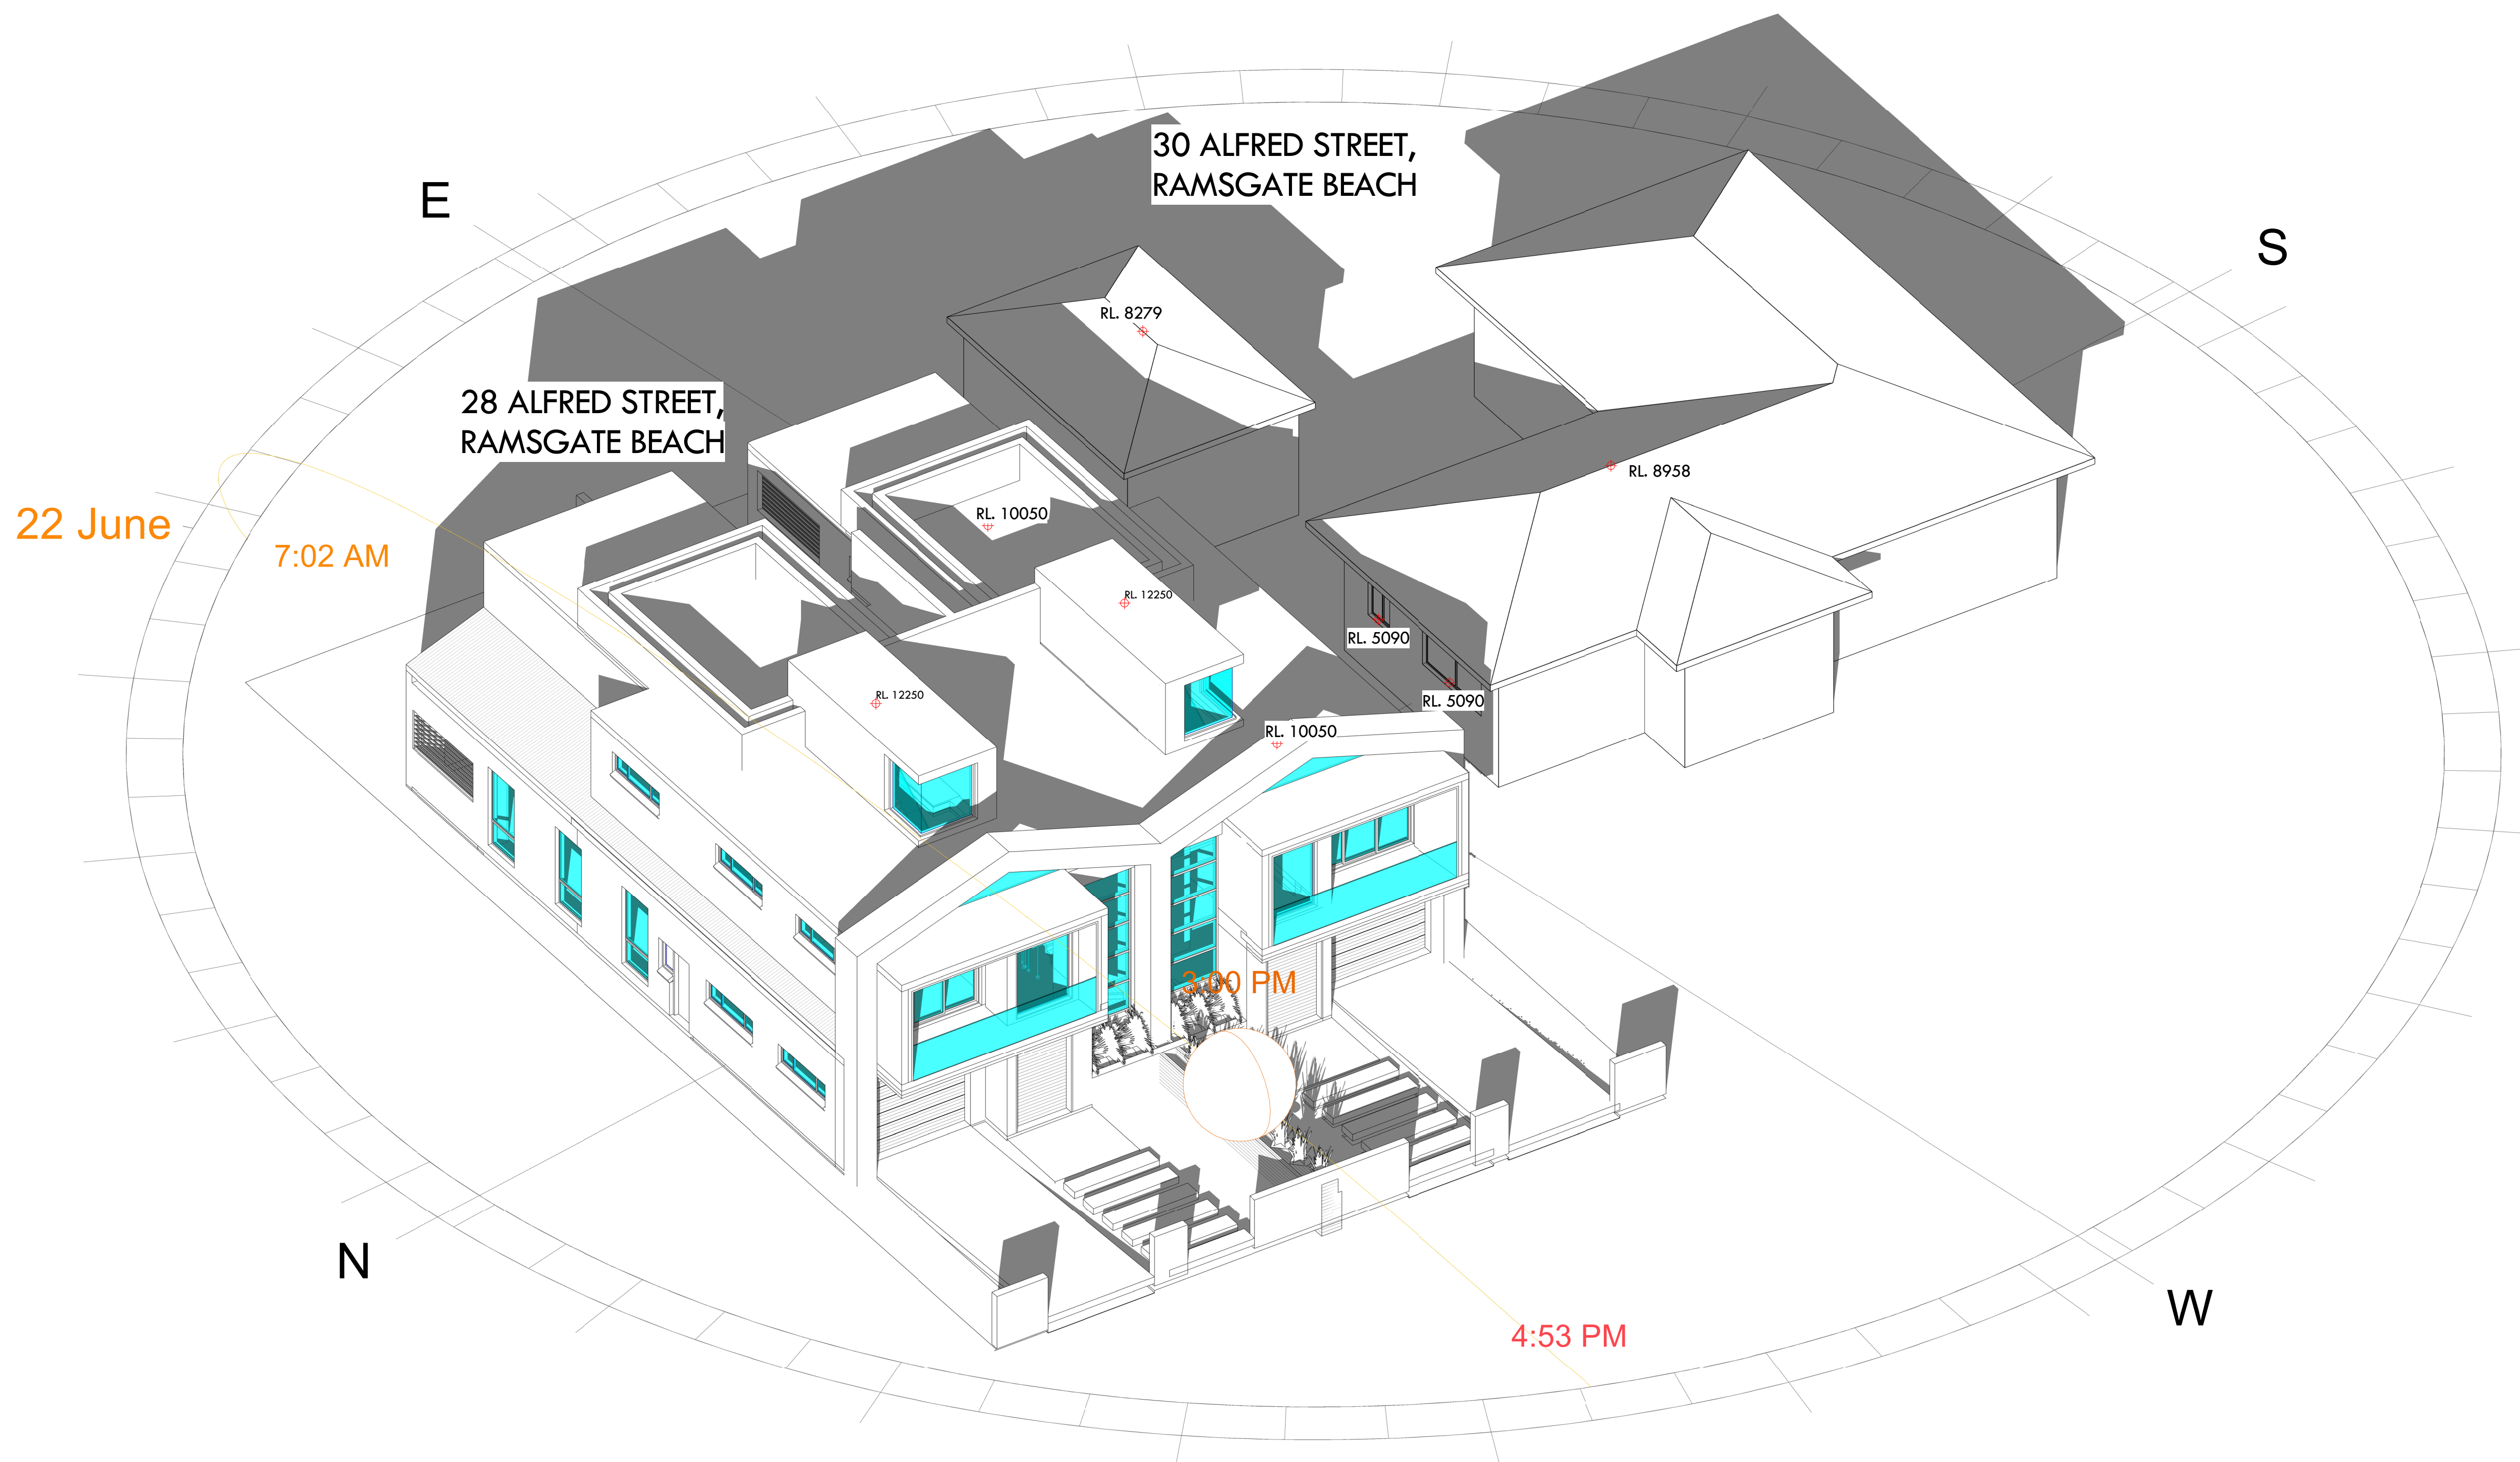 30 ALFRED STREET,
RAMSGATE BEACH
E
S
RL. 8279
28 ALFRED STREET,
RAMSGATE BEACH
RL. 8958
22 June
7:02 AM
RL. 10050
RL. 12250
RL. 5090
RL. 12250
RL. 5090
RL. 10050
3:00 PM
N
W
4:53 PM